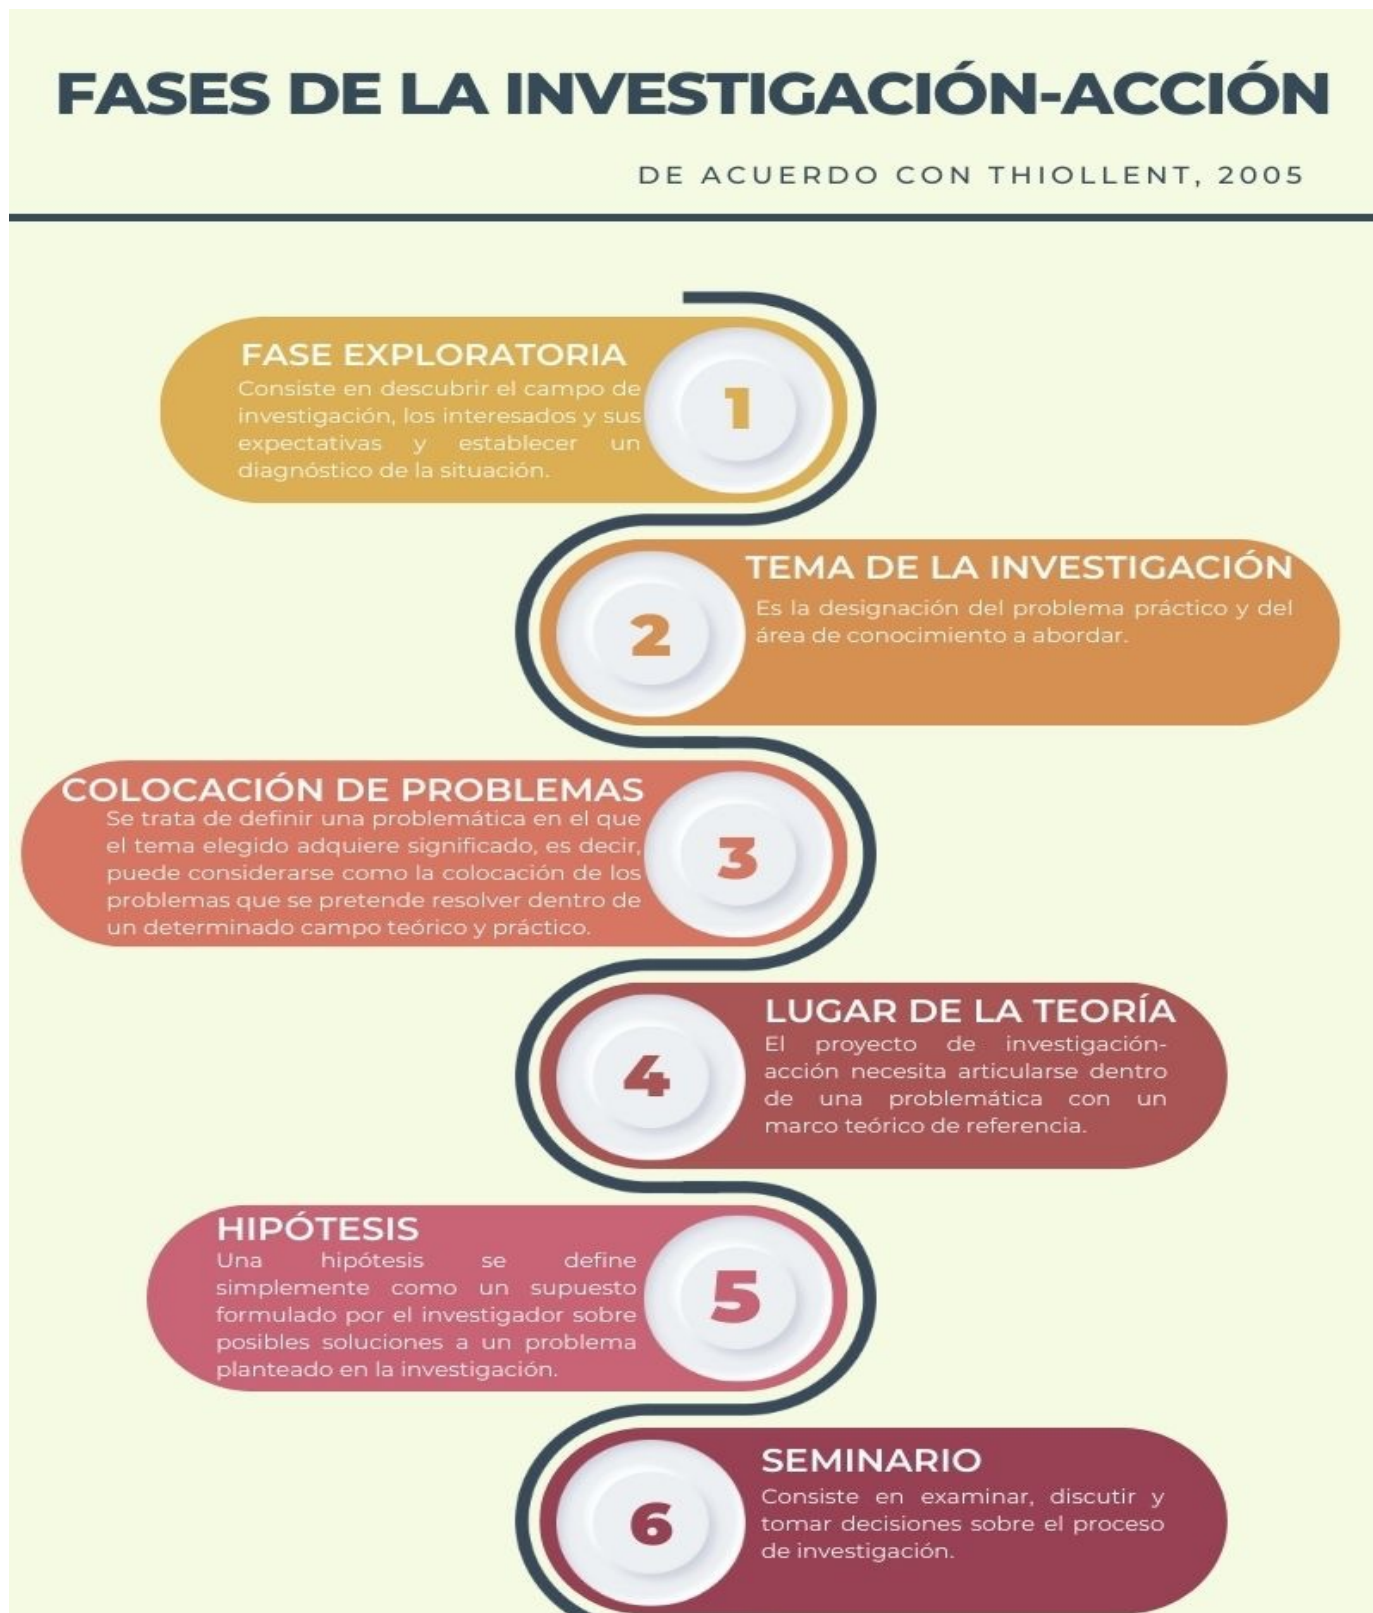 FASES DE LA INVESTIGACIÓN-ACCIÓN
DE ACUERDO CON THIOLLENT, 2005
FASE EXPLORATORIA
Consiste en descubrir el campo de
investigación, los interesados y sus
expectativas y establecer un
diagnóstico de la situación.
1
TEMA DE LA INVESTIGACIÓN
Es la designación del problema práctico y del
área de conocimiento a abordar.
2
COLOCACIÓN DE PROBLEMAS
Se trata de definir una problemática en el que
el tema elegido adquiere significado, es decir,
puede considerarse como la colocación de los
problemas que se pretende resolver dentro de
un determinado campo teórico y práctico.
3
LUGAR DE LA TEORÍA
El proyecto de investigación-
acción necesita articularse dentro
de una problemática con un
marco teórico de referencia.
4
HIPÓTESIS
Una hipótesis se define
simplemente como un supuesto
formulado por el investigador sobre
posibles soluciones a un problema
planteado en la investigación.
5
SEMINARIO
Consiste en examinar, discutir y
tomar decisiones sobre el proceso
de investigación.
6